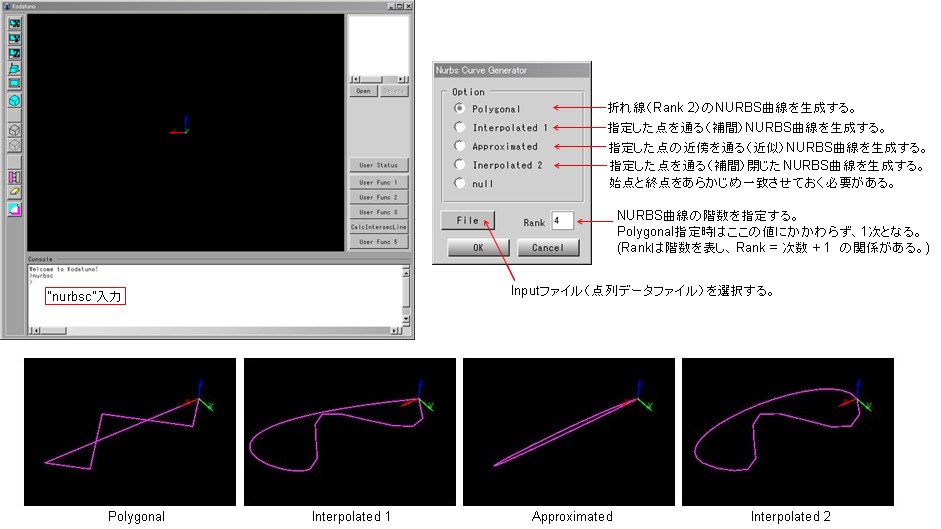 Kodatuno
Open
Delete
User Status
User Func 1
User Func 2
User Func 3
CalcIntersecLine
User Func 5
Console
Welcome to Kodatuno!
>nurbsc
>
"nurbsc"入力
Nurbs Curve Generator
Option
Polygonal
Interpolated 1
Approximated
Inerpolated 2
null
File
Rank
4
OK
Cancel
折れ線(Rank 2)のNURBS曲線を生成する。
指定した点を通る(補間)NURBS曲線を生成する。
指定した点の近傍を通る(近似)NURBS曲線を生成する。
指定した点を通る(補間)閉じたNURBS曲線を生成する。
始点と終点をあらかじめ一致させておく必要がある。
NURBS曲線の階数を指定する。
Polygonal指定時はここの値にかかわらず、1次となる。
(Rankは階数を表し、Rank = 次数 + 1 の関係がある。)
Inputファイル(点列データファイル)を選択する。
Polygonal
Interpolated 1
Approximated
Interpolated 2